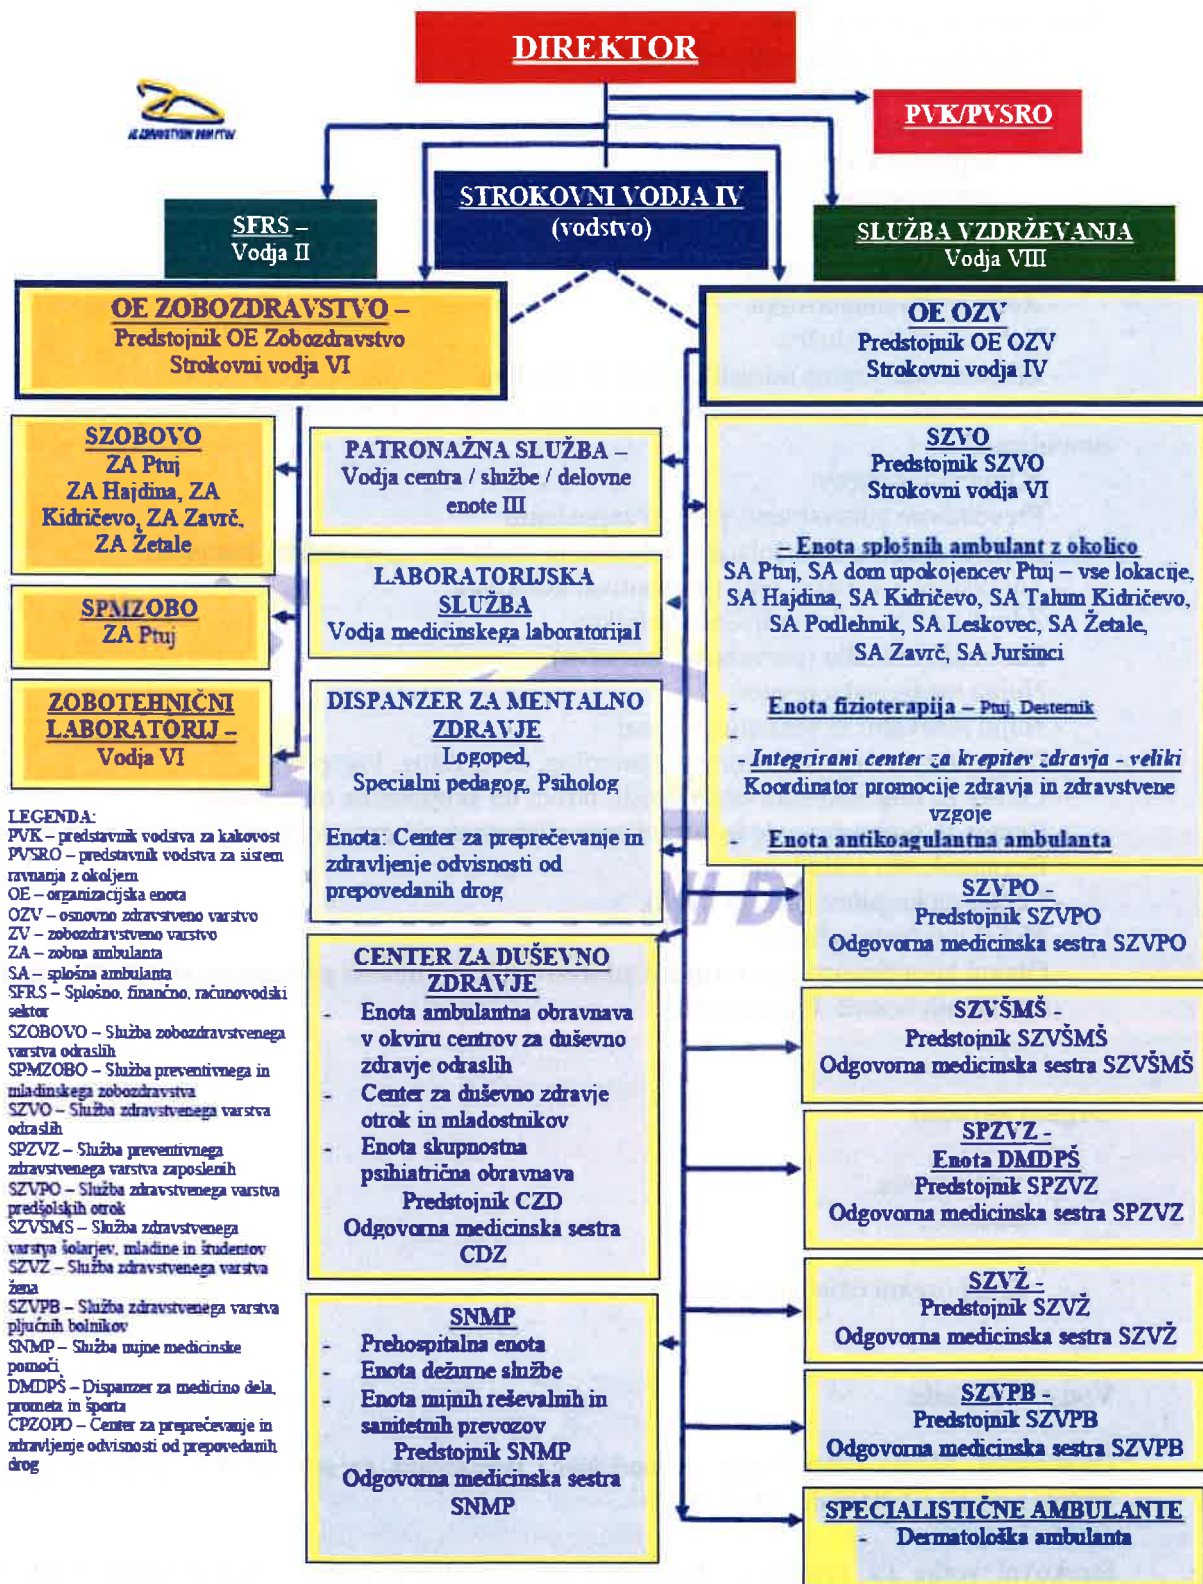 DIREKTOR
PVK/PVSRO
JZ ZDRAVSTVENI DOM PTUJ
STROKOVNI VODJA IV
(vodstvo)
SFRS –
Vodja II
SLUŽBA VZDRŽEVANJA
Vodja VIII
OE ZOBOZDRAVSTVO –
Predstojnik OE Zobozdravstvo
Strokovni vodja VI
OE OZV
Predstojnik OE OZV
Strokovni vodja IV
SZOBOVO
ZA Ptuj
ZA Hajdina, ZA
Kidričevo, ZA Zavrč,
ZA Žetale
SPMZOBO
ZA Ptuj
ZOBOTEHNIČNI
LABORATORIJ –
Vodja VI
PATRONAŽNA SLUŽBA –
Vodja centra / službe / delovne
enote III
LABORATORIJSKA
SLUŽBA
Vodja medicinskega laboratorijaI
DISPANZER ZA MENTALNO
ZDRAVJE
Logoped,
Specialni pedagog, Psiholog
Enota: Center za preprečevanje in
zdravljenje odvisnosti od
prepovedanih drog
CENTER ZA DUŠEVNO
ZDRAVJE
- Enota ambulantna obravnava
v okviru centrov za duševno
zdravje odraslih
- Center za duševno zdravje
otrok in mladostnikov
- Enota skupnostna
psihiatrična obravnava
Predstojnik CZD
Odgovorna medicinska sestra
CDZ
SNMP
- Prehospitalna enota
- Enota dežurne službe
- Enota nujnih reševalnih in
sanitetnih prevozov
Predstojnik SNMP
Odgovorna medicinska sestra
SNMP
SZVO
Predstojnik SZVO
Strokovni vodja VI
– Enota splošnih ambulant z okolico
SA Ptuj, SA dom upokojencev Ptuj – vse lokacije,
SA Hajdina, SA Kidričevo, SA Talum Kidričevo,
SA Podlehnik, SA Leskovec, SA Žetale,
SA Zavrč, SA Juršinci
- Enota fizioterapija – Ptuj, Desternik
- Integrirani center za krepitev zdravja - veliki
Koordinator promocije zdravja in zdravstvene
vzgoje
- Enota antikoagulantna ambulanta
SZVPO -
Predstojnik SZVPO
Odgovorna medicinska sestra SZVPO
SZVŠMŠ
Predstojnik SZVŠMŠ
Odgovorna medicinska sestra SZVŠMŠ
SPZVZ -
Enota DMDPŠ
Predstojnik SPZVZ
Odgovorna medicinska sestra SPZVZ
SZVŽ -
Predstojnik SZVŽ
Odgovorna medicinska sestra SZVŽ
SZVPB -
Predstojnik SZVPB
Odgovorna medicinska sestra SZVPB
SPECIALISTIČNE AMBULANTE
- Dermatološka ambulanta
LEGENDA:
PVK – predstavnik vodstva za kakovost
PVSRO – predstavnik vodstva za sistem
ravnanja z okoljem
OE – organizacijska enota
OZV – osnovno zdravstveno varstvo
ZV – zobozdravstveno varstvo
ZA – zobna ambulanta
SA – splošna ambulanta
SFRS – Splošno, finančno, računovodski
sektor
SZOBOVO – Služba zobozdravstvenega
varstva odraslih
SPMZOBO – Služba preventivnega in
mladinskega zobozdravstva
SZVO – Služba zdravstvenega varstva
odraslih
SPZVZ – Služba preventivnega
zdravstvenega varstva zaposlenih
SZVPO – Služba zdravstvenega varstva
predšolskih otrok
SZVŠMŠ – Služba zdravstvenega
varstva šolarjev, mladine in študentov
SZVZ – Služba zdravstvenega varstva
žena
SZVPB – Služba zdravstvenega varstva
pljučnih bolnikov
SNMP – Služba nujne medicinske
pomoči
DMDPŠ – Dispanzer za medicino dela,
prometa in športa
CPZOPD – Center za preprečevanje in
zdravljenje odvisnosti od prepovedanih
drog